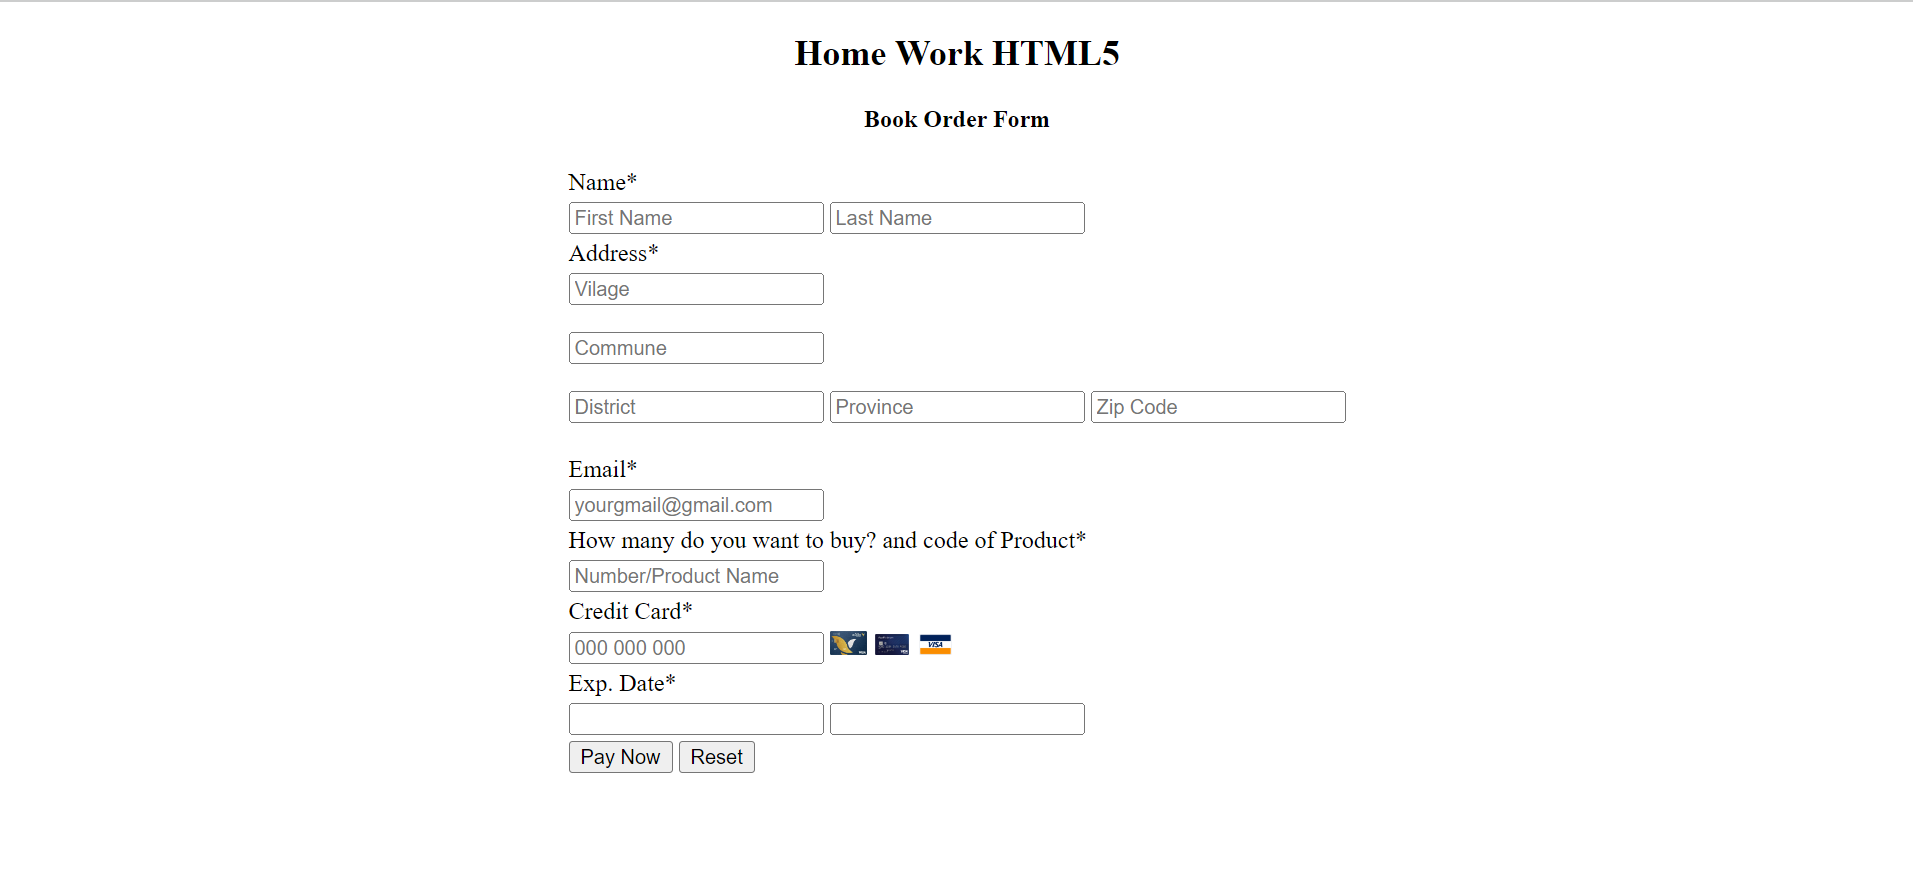 Home Work HTML5
Book Order Form
Name*
First Name Last Name
Address*
Vilage
Commune
District Province Zip Code
Email*
yourgmail@gmail.com
How many do you want to buy? and code of Product*
Number/Product Name
Credit Card*
000 000 000 VISA
Exp. Date*
Pay Now Reset